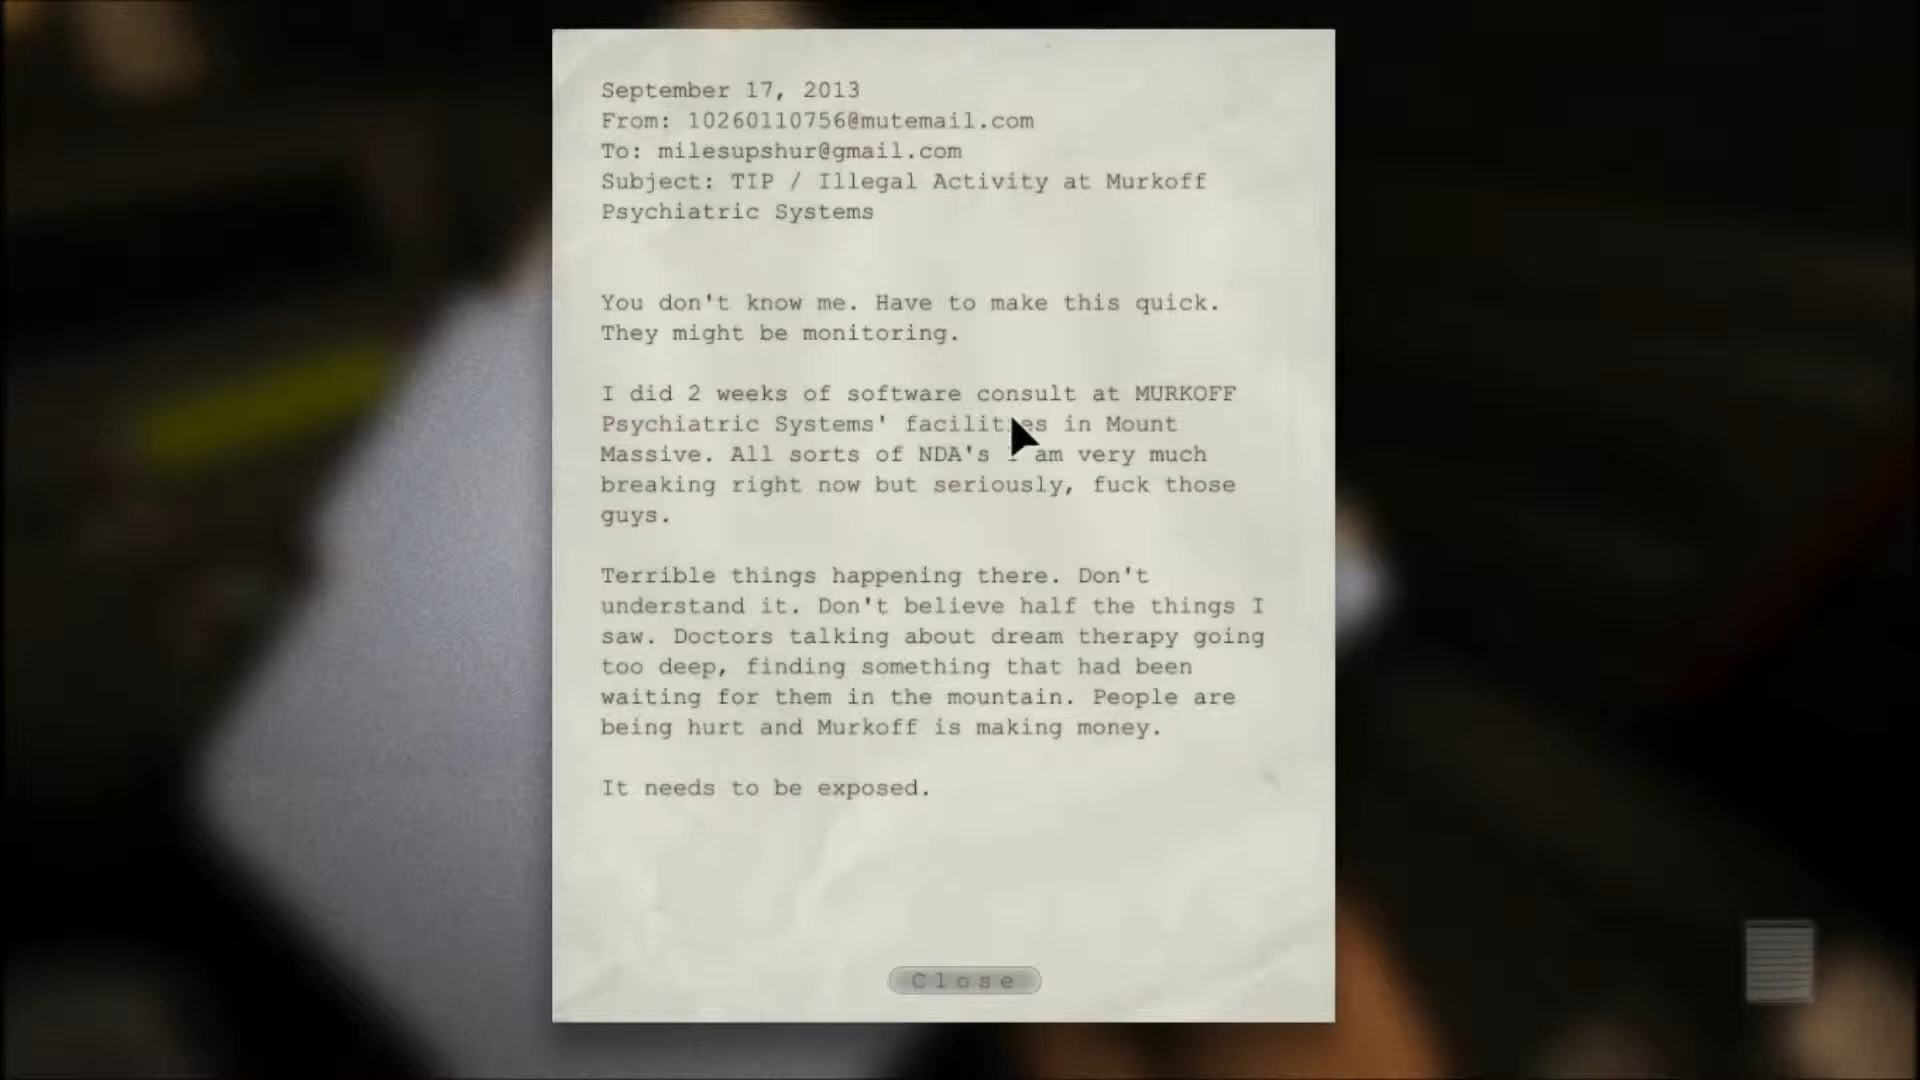 September 17, 2013
From: 10260110756@mutemail.com
To: milesupshur@gmail.com
Subject: TIP / Illegal Activity at Murkoff
Psychiatric Systems
You don't know me. Have to make this quick.
They might be monitoring.
I did 2 weeks of software consult at MURKOFF
Psychiatric Systems' facilities in Mount
Massive. All sorts of NDA's I am very much
breaking right now but seriously, fuck those
guys.
Terrible things happening there. Don't
understand it. Don't believe half the things I
saw. Doctors talking about dream therapy going
too deep, finding something that had been
waiting for them in the mountain. People are
being hurt and Murkoff is making money.
It needs to be exposed.
Close